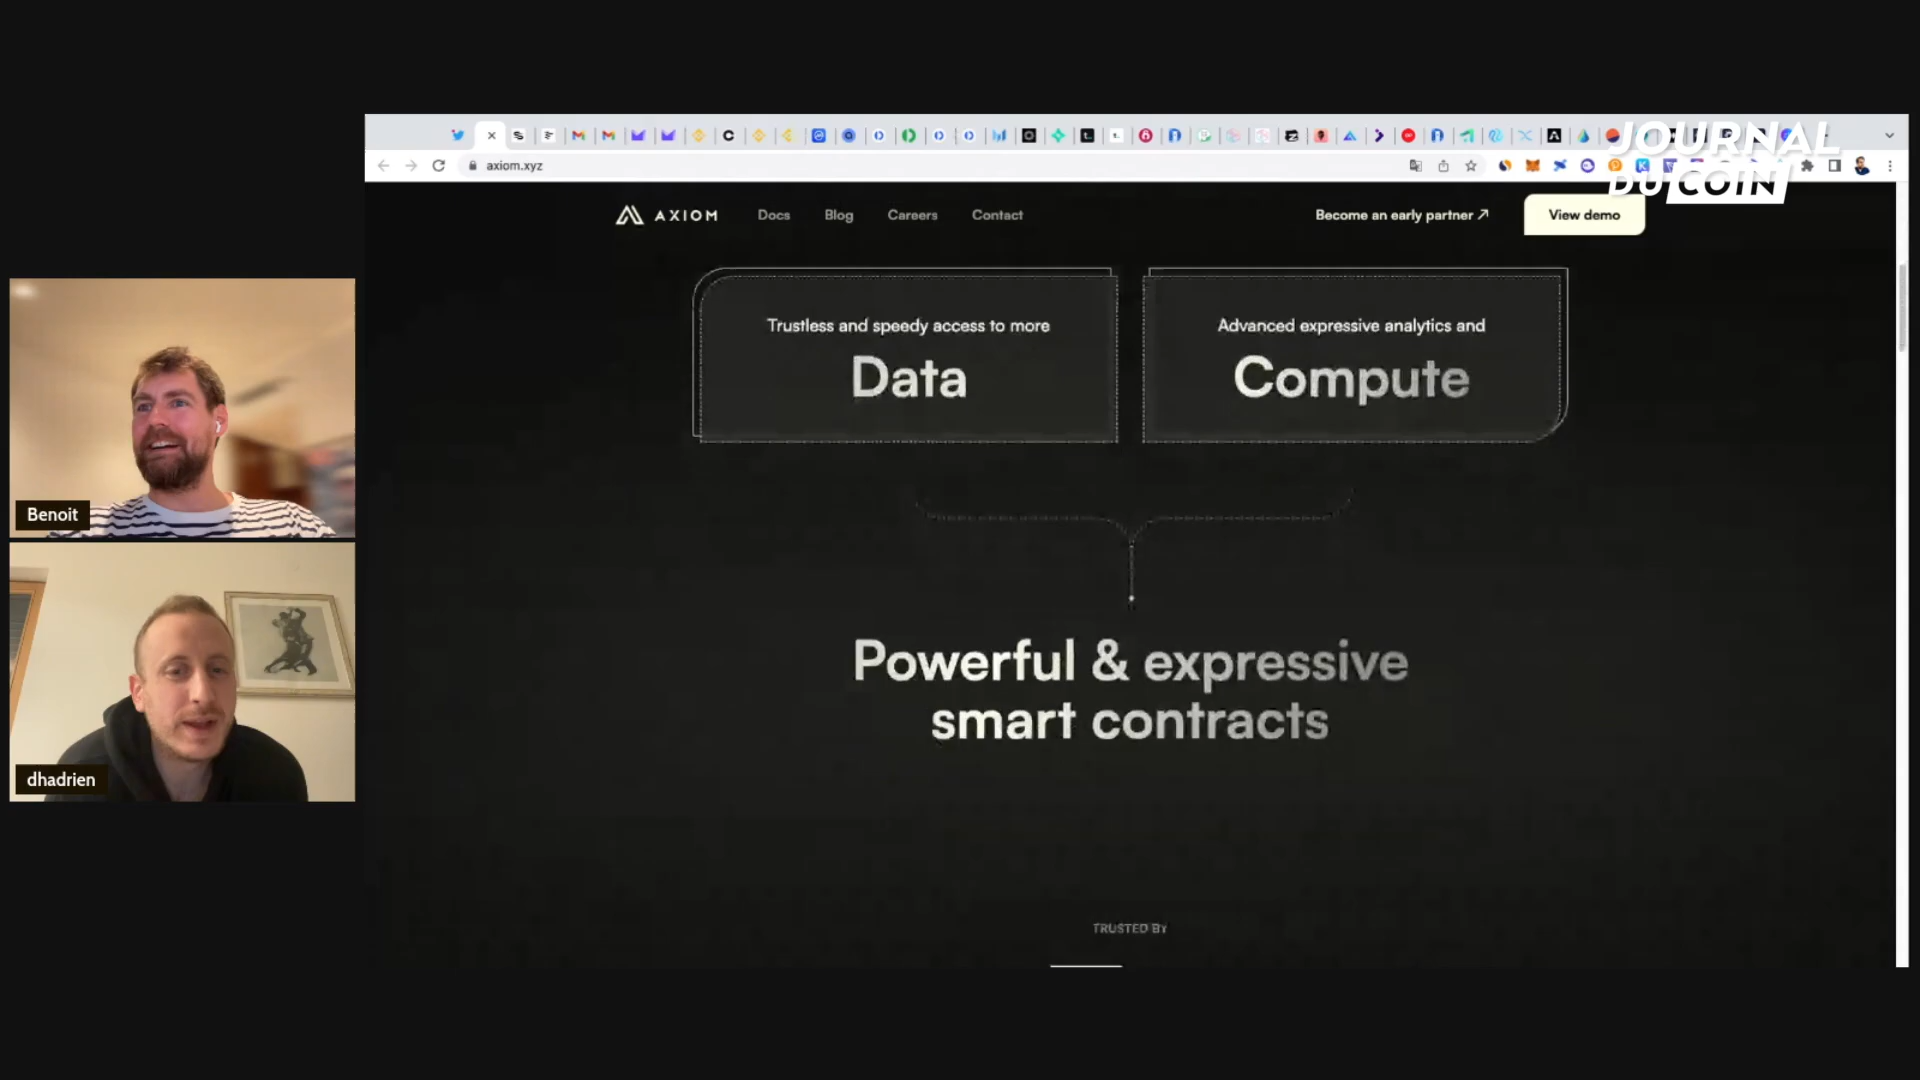 JOURNAL
DU COIN
axiom.xyz
AXIOM
Docs
Blog
Careers
Contact
Become an early partner
View demo
Trustless and speedy access to more
Data
Advanced expressive analytics and
Compute
Powerful & expressive
smart contracts
TRUSTED BY
Benoit
dhadrien